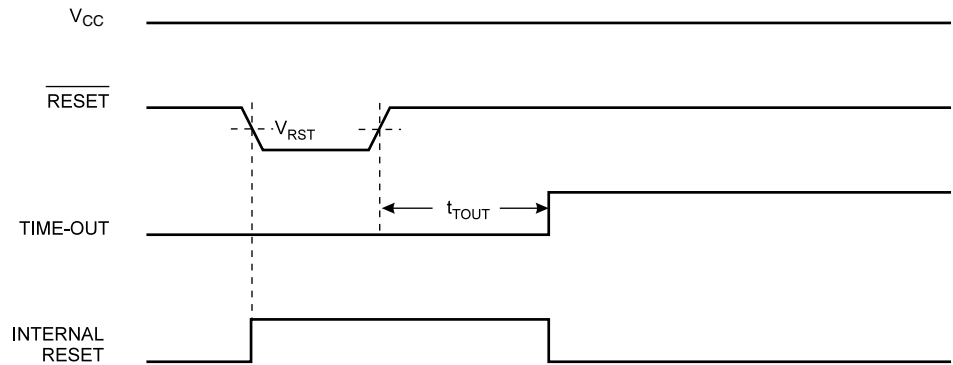 VCC
RESET
VRST
tTOUT
TIME-OUT
INTERNAL
RESET